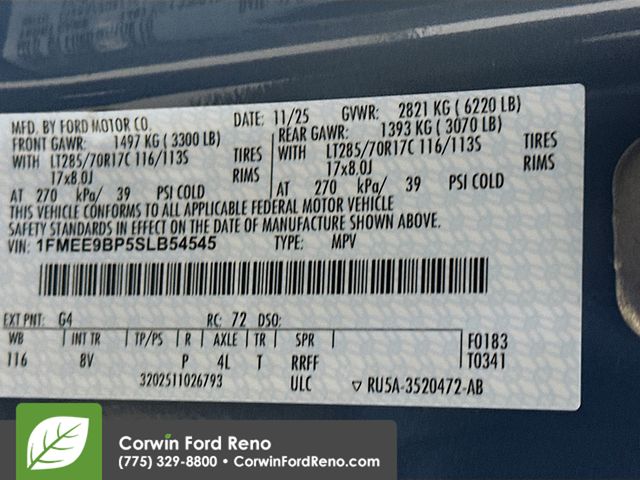 MFD. BY FORD MOTOR CO.
DATE: 11/25 GVWR: 2821 KG ( 6220 LB)
FRONT GAWR: 1497 KG ( 3300 LB)
REAR GAWR: 1393 KG ( 3070 LB)
WITH LT285/70R17C 116/113S TIRES
WITH LT285/70R17C 116/113S TIRES
17x8.0J RIMS
17x8.0J RIMS
AT 270 kPa/ 39 PSI COLD
AT 270 kPa/ 39 PSI COLD
THIS VEHICLE CONFORMS TO ALL APPLICABLE FEDERAL MOTOR VEHICLE
SAFETY STANDARDS IN EFFECT ON THE DATE OF MANUFACTURE SHOWN ABOVE.
VIN: 1FMEE9BP5SLB54545 TYPE: MPV
EXT PNT: G4 RC: 72 DSO:
WB INT TR TP/PS R AXLE TR SPR
116 8V P 4L T RRFF
F0183
T0341
3202511026793 ULC ▽ RU5A-3520472-AB
Corwin Ford Reno
(775) 329-8800 • CorwinFordReno.com